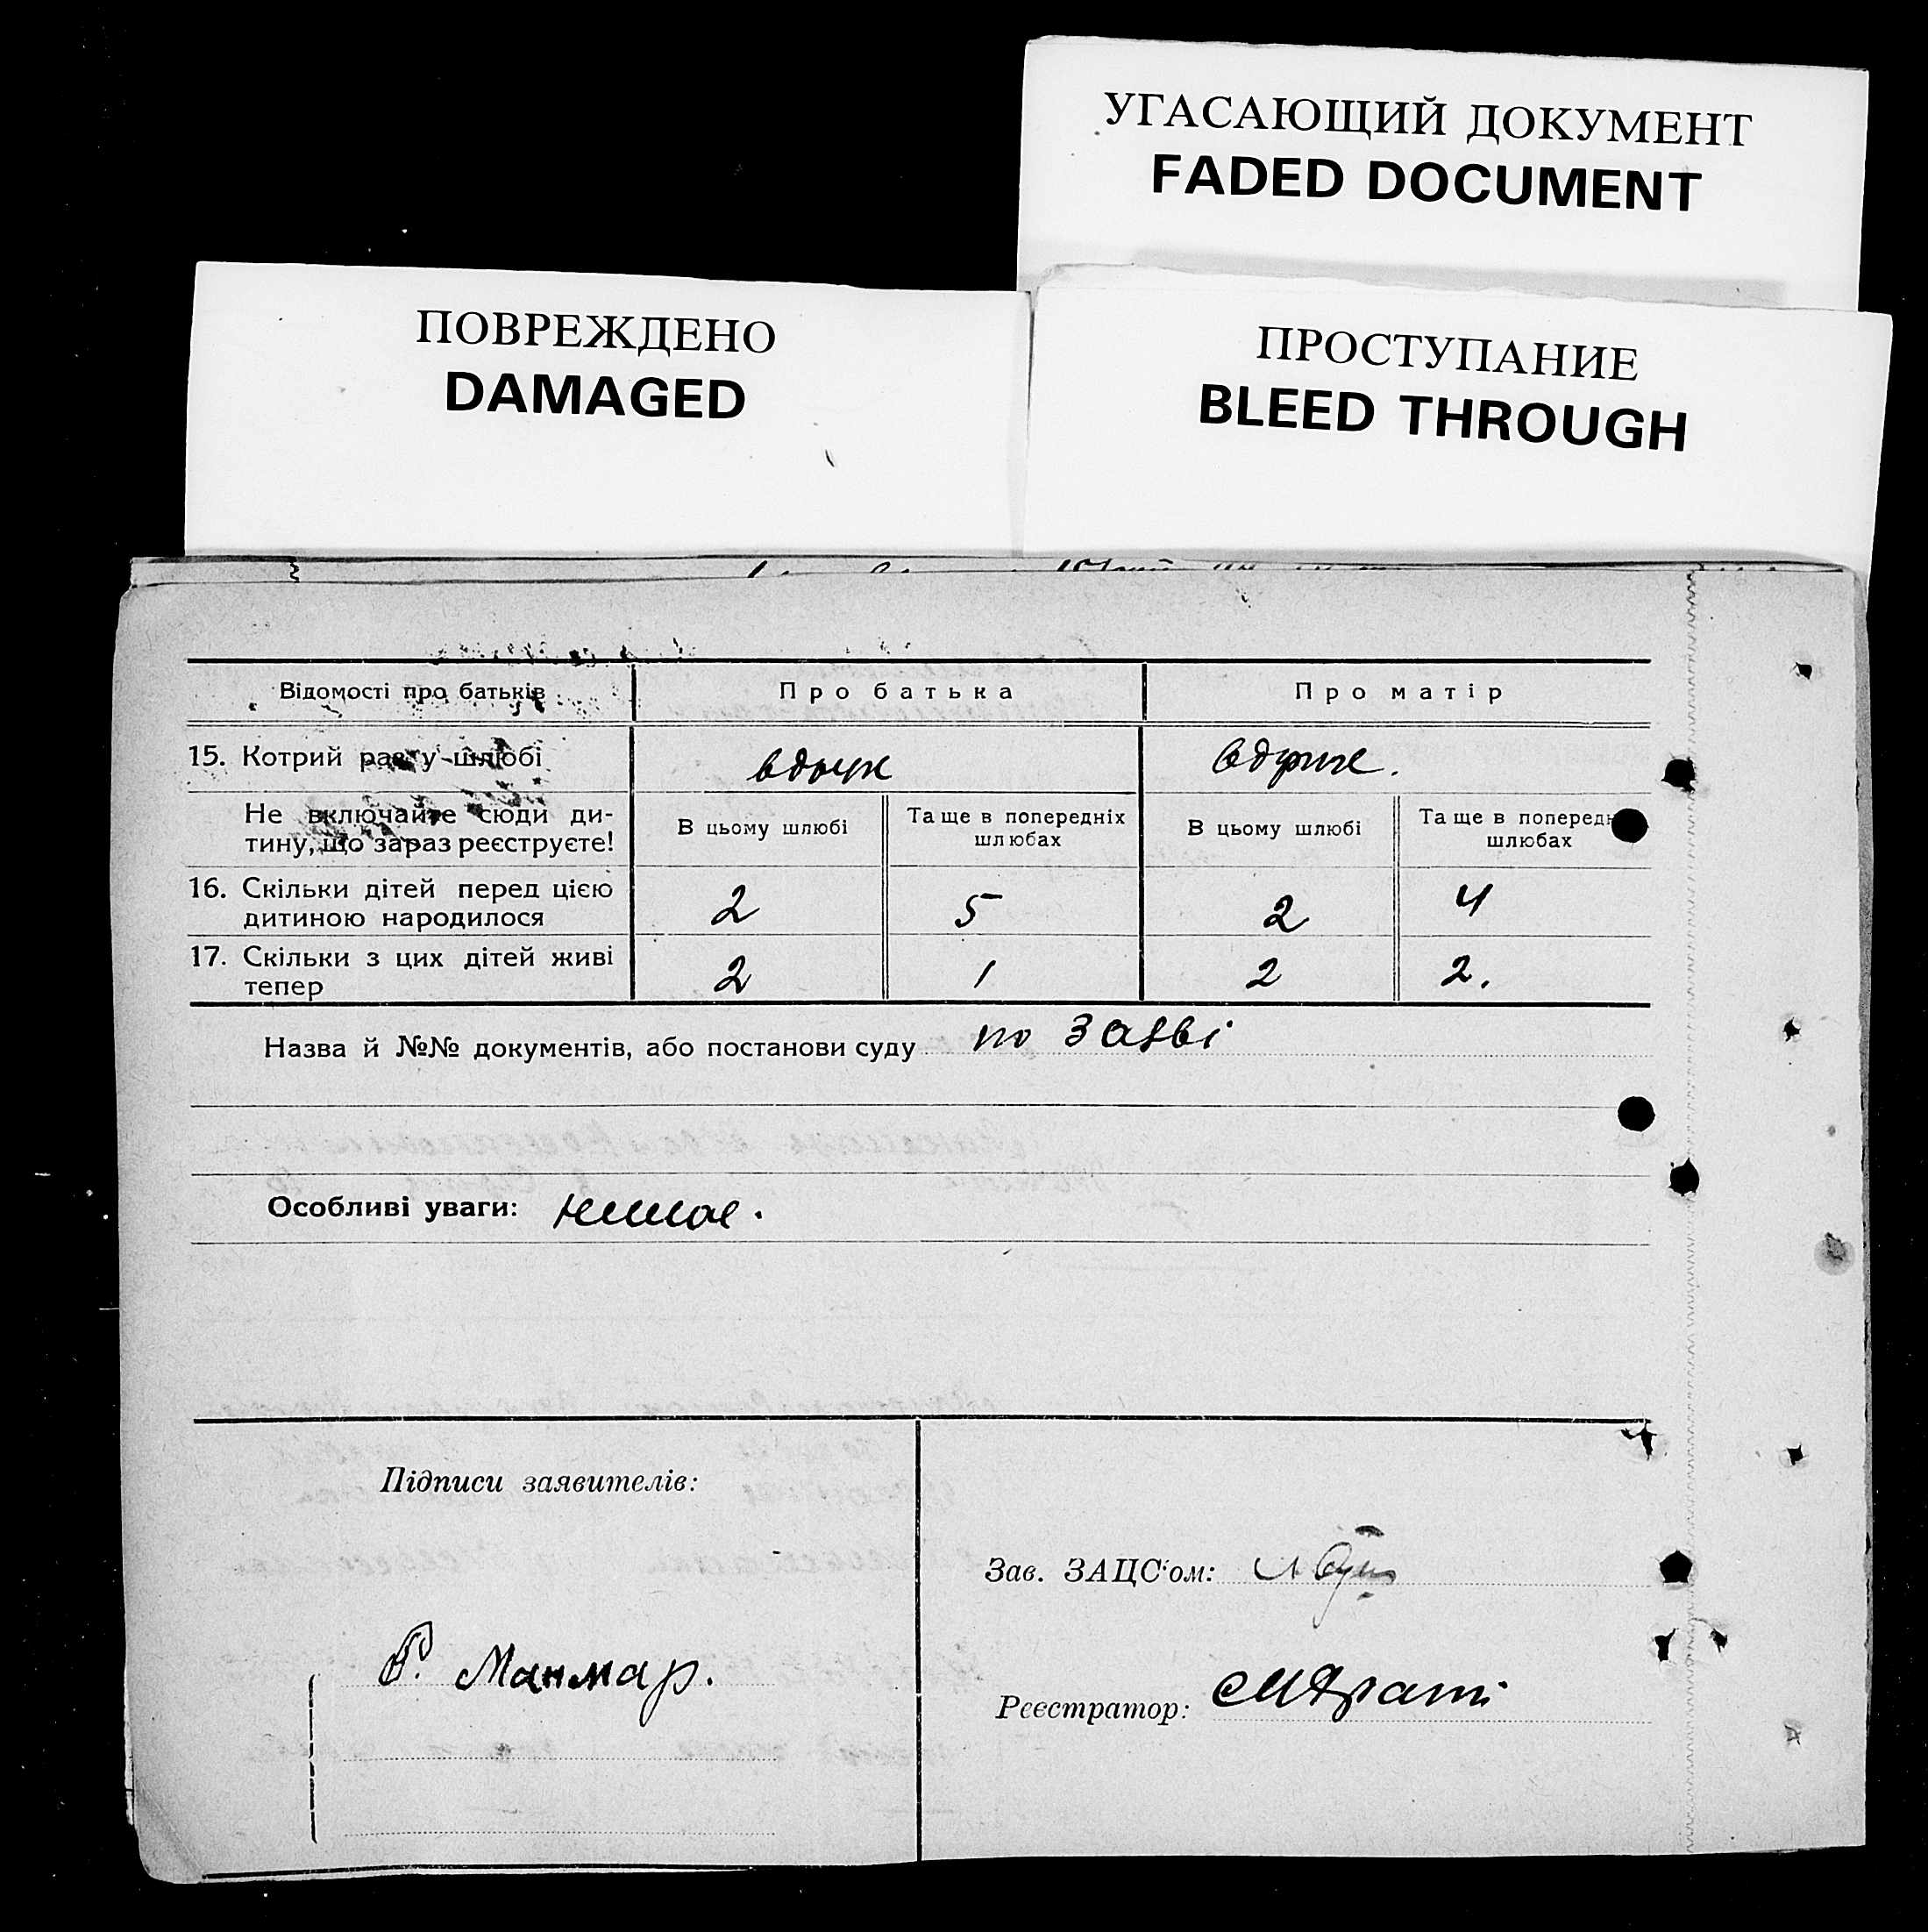 УГАСАЮЩИЙ ДОКУМЕНТ
FADED DOCUMENT
ПОВРЕЖДЕНО
DAMAGED
ПРОСТУПАНИЕ
BLEED THROUGH
Відомості про батьків
Про батька
Про матір
15. Котрий раз у шлюбі
вдруге.
Не включайте сюди ди-
тину, що зараз реєструєте!
В цьому шлюбі
Та ще в попередніх
шлюбах
В цьому шлюбі
Та ще в поперед
шлюбах
16. Скільки дітей перед цією
дитиною народилося
2
5
2
4
17. Скільки з цих дітей живі
тепер
2
1
2
2.
Назва й №№ документів, або постанови суду по заяві
Особливі уваги: немає.
Підписи заявителів:
Манмар.
Зав. ЗАЦС'ом:
Реєстратор: